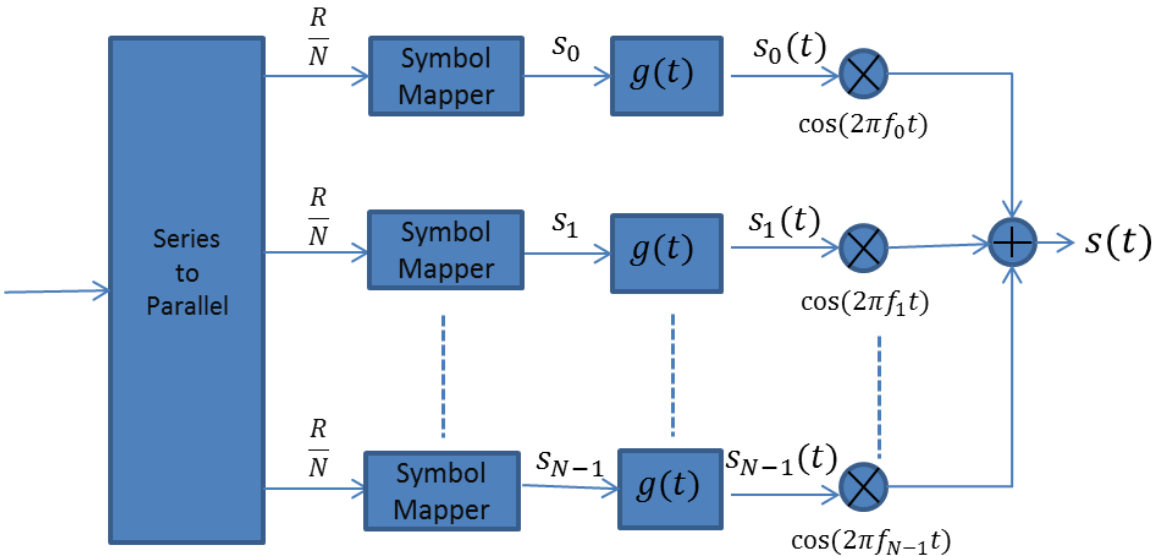 Series
to
Parallel
R/N
Symbol
Mapper
s_0
g(t)
s_0(t)
cos(2πf_0t)
R/N
Symbol
Mapper
s_1
g(t)
s_1(t)
cos(2πf_1t)
s(t)
R/N
Symbol
Mapper
s_{N−1}
g(t)
s_{N−1}(t)
cos(2πf_{N−1}t)